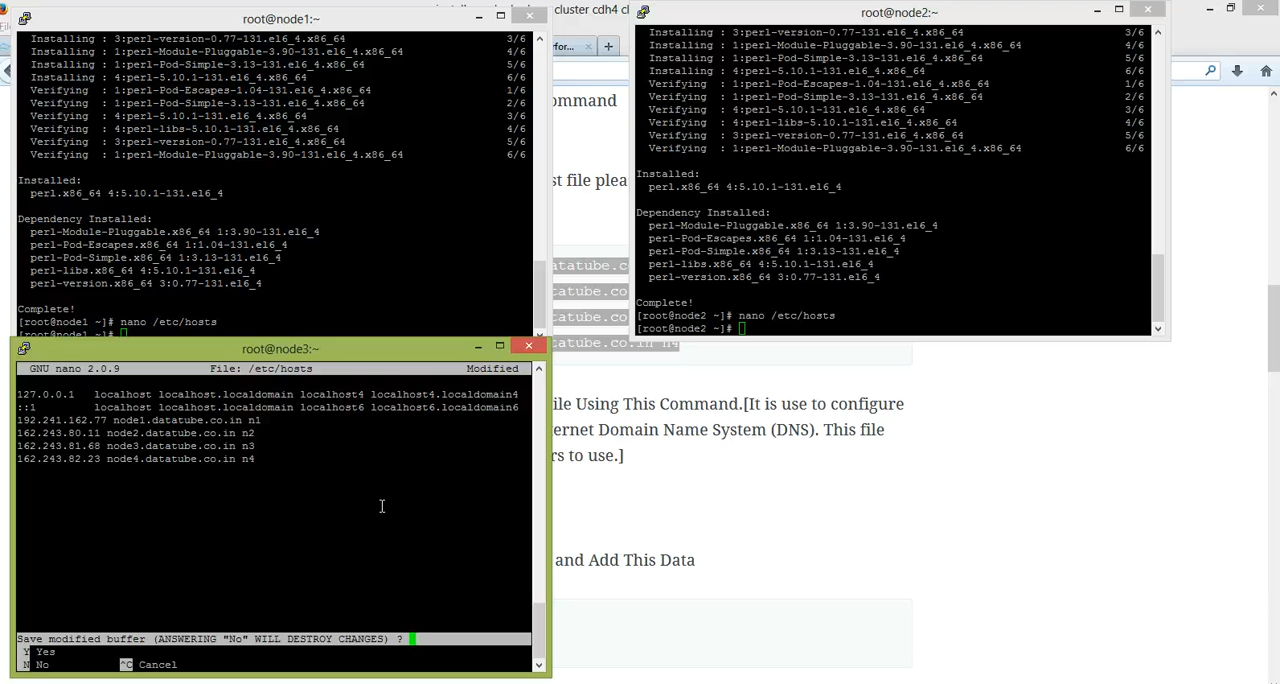 root@node1:~
Installing : 3:perl-version-0.77-131.el6_4.x86_64 3/6
Installing : 1:perl-Module-Pluggable-3.90-131.el6_4.x86_64 4/6
Installing : 1:perl-Pod-Simple-3.13-131.el6_4.x86_64 5/6
Installing : 4:perl-5.10.1-131.el6_4.x86_64 6/6
Verifying : 1:perl-Pod-Escapes-1.04-131.el6_4.x86_64 1/6
Verifying : 1:perl-Pod-Simple-3.13-131.el6_4.x86_64 2/6
Verifying : 4:perl-5.10.1-131.el6_4.x86_64 3/6
Verifying : 4:perl-libs-5.10.1-131.el6_4.x86_64 4/6
Verifying : 3:perl-version-0.77-131.el6_4.x86_64 5/6
Verifying : 1:perl-Module-Pluggable-3.90-131.el6_4.x86_64 6/6
Installed:
perl.x86_64 4:5.10.1-131.el6_4
Dependency Installed:
perl-Module-Pluggable.x86_64 1:3.90-131.el6_4
perl-Pod-Escapes.x86_64 1:1.04-131.el6_4
perl-Pod-Simple.x86_64 1:3.13-131.el6_4
perl-libs.x86_64 4:5.10.1-131.el6_4
perl-version.x86_64 3:0.77-131.el6_4
Complete!
[root@node1 ~]# nano /etc/hosts
[root@node1 ~]#
cluster cdh4 cl
rfor...
root@node2:~
Installing : 3:perl-version-0.77-131.el6_4.x86_64 3/6
Installing : 1:perl-Module-Pluggable-3.90-131.el6_4.x86_64 4/6
Installing : 1:perl-Pod-Simple-3.13-131.el6_4.x86_64 5/6
Installing : 4:perl-5.10.1-131.el6_4.x86_64 6/6
Verifying : 1:perl-Pod-Escapes-1.04-131.el6_4.x86_64 1/6
Verifying : 1:perl-Pod-Simple-3.13-131.el6_4.x86_64 2/6
Verifying : 4:perl-5.10.1-131.el6_4.x86_64 3/6
Verifying : 4:perl-libs-5.10.1-131.el6_4.x86_64 4/6
Verifying : 3:perl-version-0.77-131.el6_4.x86_64 5/6
Verifying : 1:perl-Module-Pluggable-3.90-131.el6_4.x86_64 6/6
Installed:
perl.x86_64 4:5.10.1-131.el6_4
Dependency Installed:
perl-Module-Pluggable.x86_64 1:3.90-131.el6_4
perl-Pod-Escapes.x86_64 1:1.04-131.el6_4
perl-Pod-Simple.x86_64 1:3.13-131.el6_4
perl-libs.x86_64 4:5.10.1-131.el6_4
perl-version.x86_64 3:0.77-131.el6_4
Complete!
[root@node2 ~]# nano /etc/hosts
[root@node2 ~]#
ommand
st file plea
atatube.co
tatube.co
tatube.co
tatube.co.in n4
ile Using This Command.[It is use to configure
ernet Domain Name System (DNS). This file
rs to use.]
and Add This Data
root@node3:~
GNU nano 2.0.9 File: /etc/hosts Modified
127.0.0.1 localhost localhost.localdomain localhost4 localhost4.localdomain4
::1 localhost localhost.localdomain localhost6 localhost6.localdomain6
192.241.162.77 node1.datatube.co.in n1
162.243.80.11 node2.datatube.co.in n2
162.243.81.68 node3.datatube.co.in n3
162.243.82.23 node4.datatube.co.in n4
Save modified buffer (ANSWERING "No" WILL DESTROY CHANGES) ?
Y Yes
N No ^C Cancel